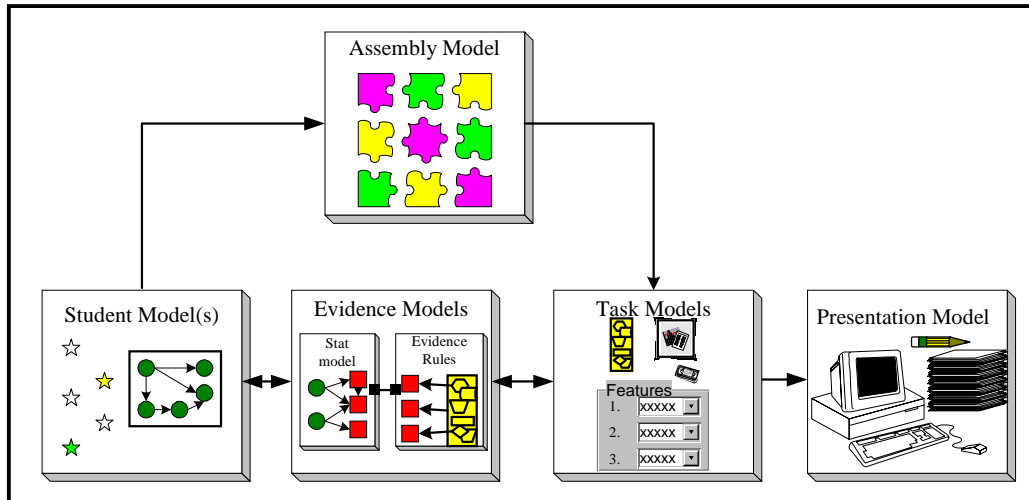 Assembly Model
Student Model(s)
Evidence Models
Stat
model
Evidence
Rules
Task Models
Features
1. xxxxx
2. xxxxx
3. xxxxx
Presentation Model